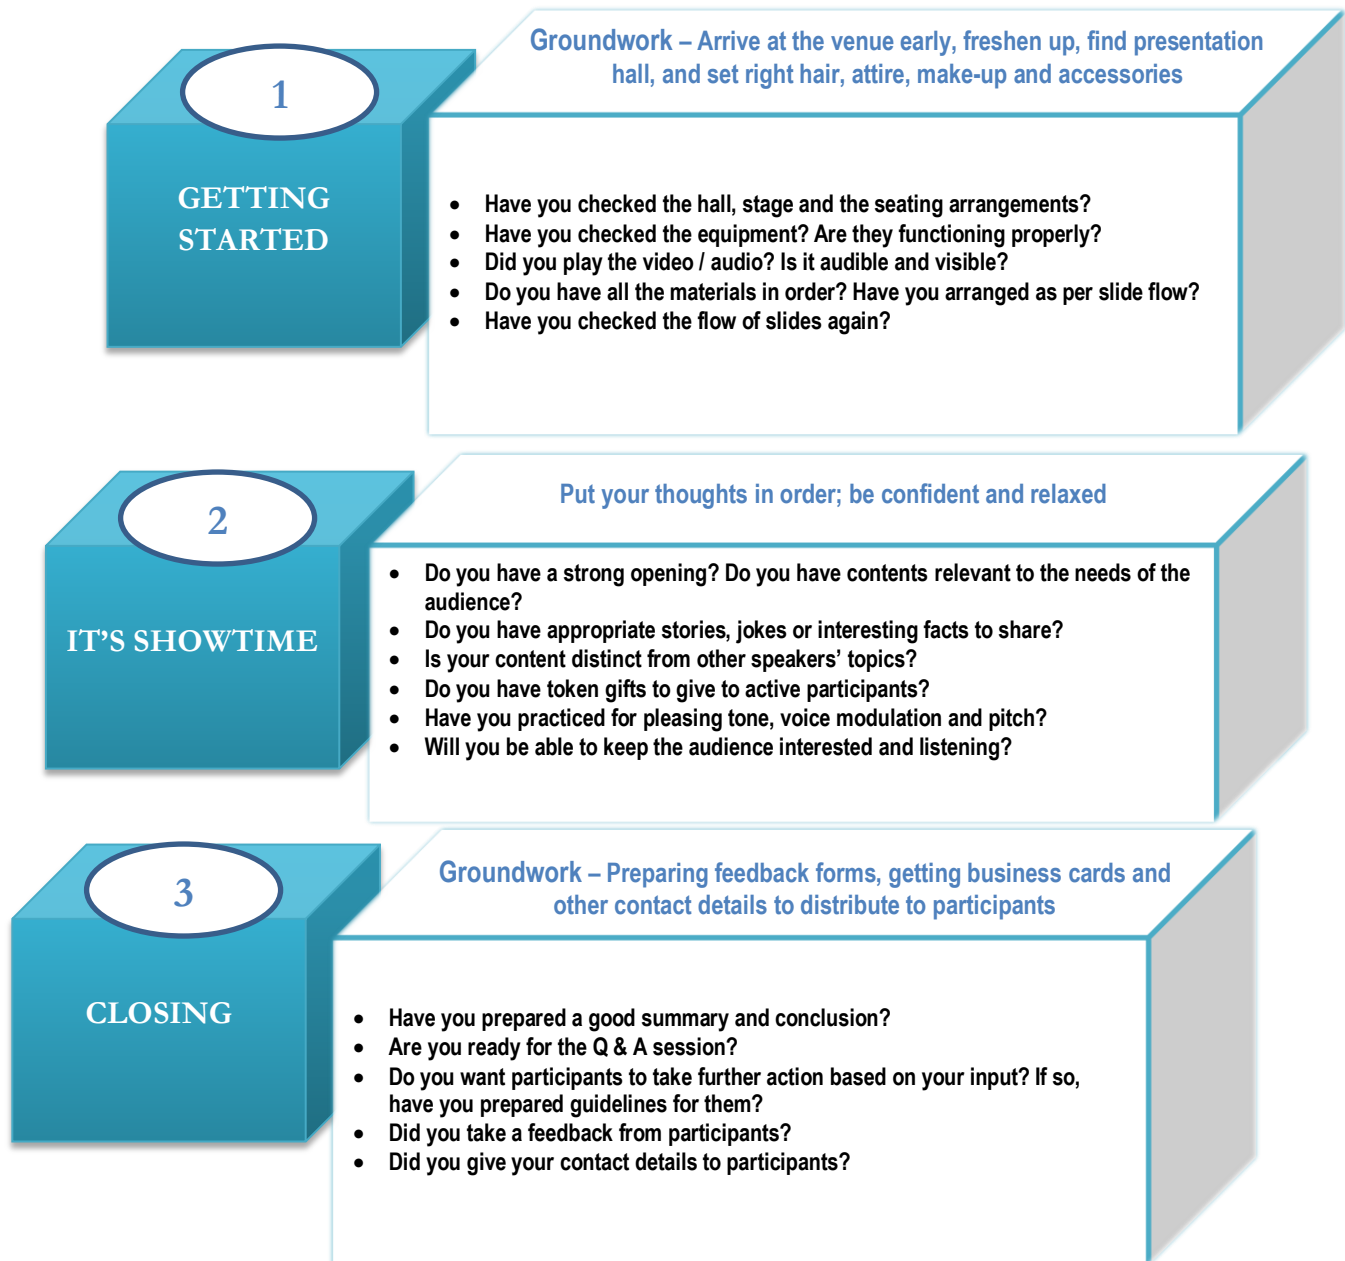 1
GETTING
STARTED
Groundwork – Arrive at the venue early, freshen up, find presentation
hall, and set right hair, attire, make-up and accessories
• Have you checked the hall, stage and the seating arrangements?
• Have you checked the equipment? Are they functioning properly?
• Did you play the video / audio? Is it audible and visible?
• Do you have all the materials in order? Have you arranged as per slide flow?
• Have you checked the flow of slides again?
2
IT’S SHOWTIME
Put your thoughts in order; be confident and relaxed
• Do you have a strong opening? Do you have contents relevant to the needs of the
audience?
• Do you have appropriate stories, jokes or interesting facts to share?
• Is your content distinct from other speakers’ topics?
• Do you have token gifts to give to active participants?
• Have you practiced for pleasing tone, voice modulation and pitch?
• Will you be able to keep the audience interested and listening?
3
CLOSING
Groundwork – Preparing feedback forms, getting business cards and
other contact details to distribute to participants
• Have you prepared a good summary and conclusion?
• Are you ready for the Q & A session?
• Do you want participants to take further action based on your input? If so,
have you prepared guidelines for them?
• Did you take a feedback from participants?
• Did you give your contact details to participants?